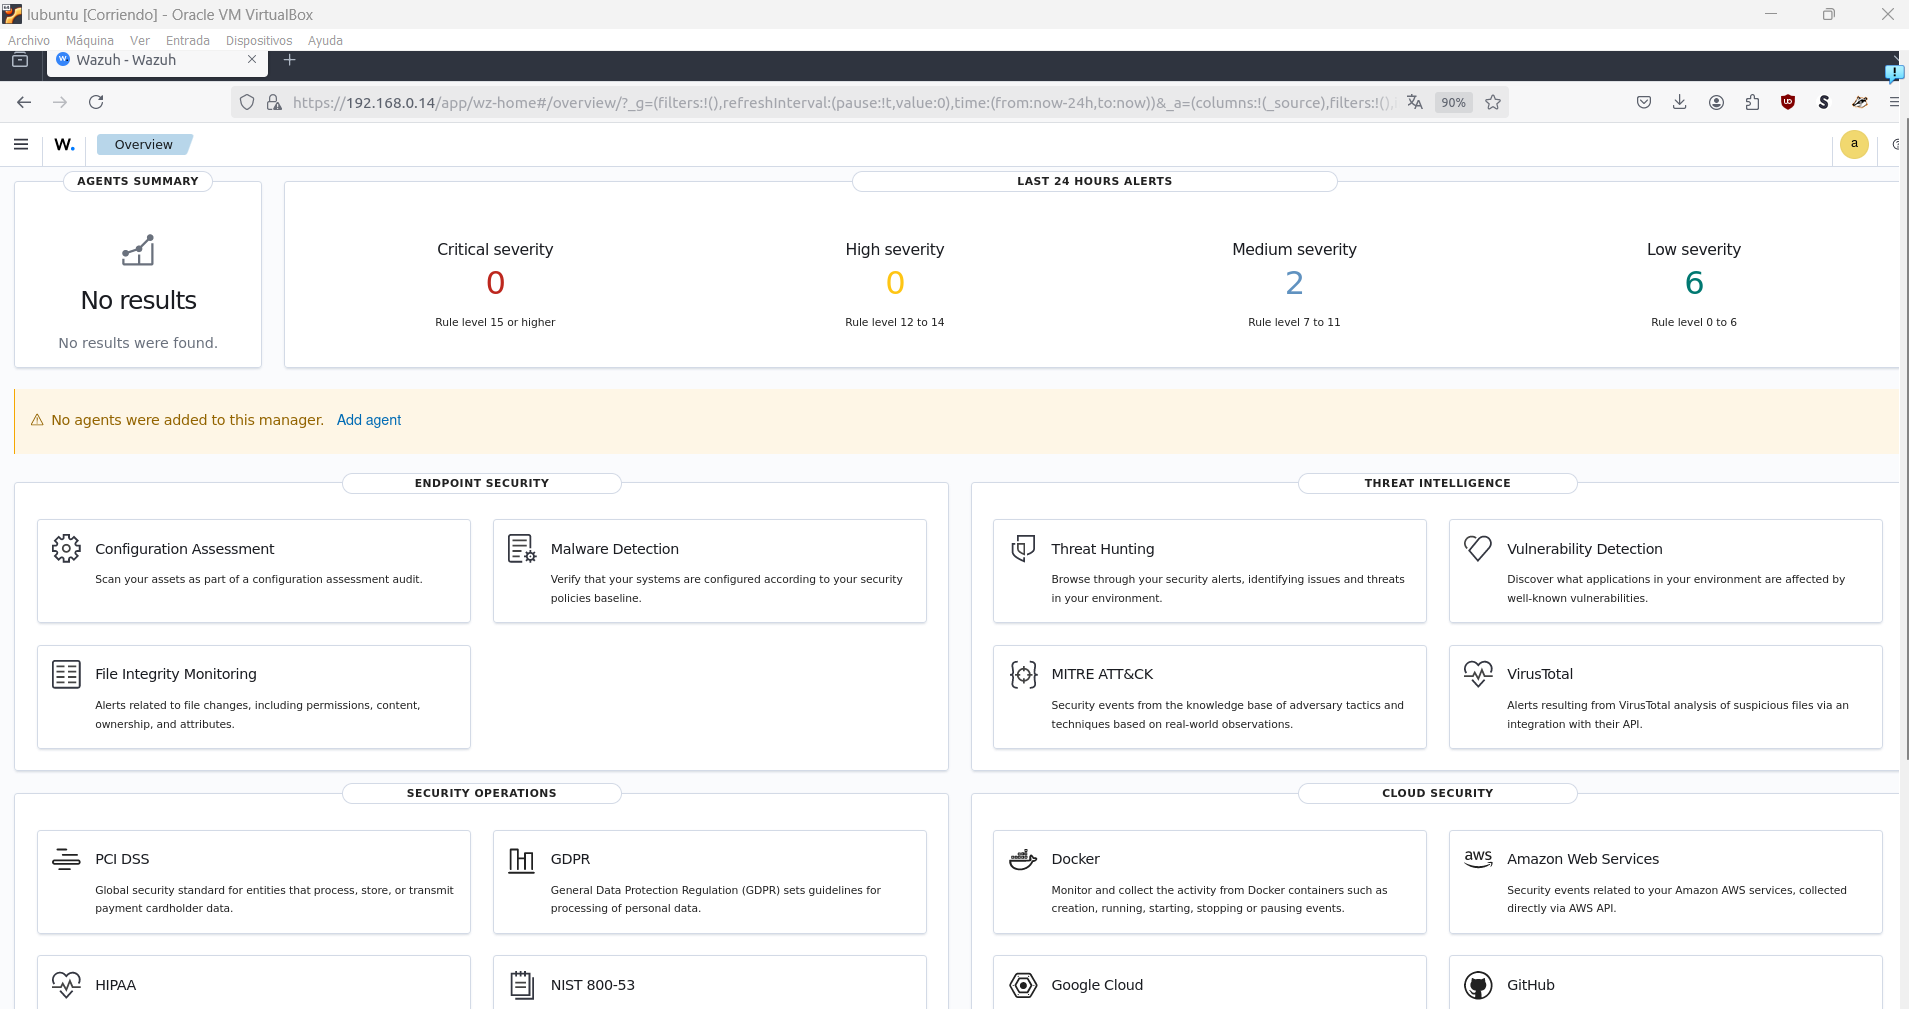 lubuntu [Corriendo] - Oracle VM VirtualBox
Archivo Máquina Ver Entrada Dispositivos Ayuda
Wazuh - Wazuh
https://192.168.0.14/app/wz-home#/overview/?_g=(filters:!(),refreshInterval:(pause:!t,value:0),time:(from:now-24h,to:now))&_a=(columns:!(_source),filters:!(),
90%
W. Overview a
AGENTS SUMMARY
No results
No results were found.
LAST 24 HOURS ALERTS
Critical severity
0
Rule level 15 or higher
High severity
0
Rule level 12 to 14
Medium severity
2
Rule level 7 to 11
Low severity
6
Rule level 0 to 6
No agents were added to this manager. Add agent
ENDPOINT SECURITY
Configuration Assessment
Scan your assets as part of a configuration assessment audit.
Malware Detection
Verify that your systems are configured according to your security
policies baseline.
File Integrity Monitoring
Alerts related to file changes, including permissions, content,
ownership, and attributes.
THREAT INTELLIGENCE
Threat Hunting
Browse through your security alerts, identifying issues and threats
in your environment.
Vulnerability Detection
Discover what applications in your environment are affected by
well-known vulnerabilities.
MITRE ATT&CK
Security events from the knowledge base of adversary tactics and
techniques based on real-world observations.
VirusTotal
Alerts resulting from VirusTotal analysis of suspicious files via an
integration with their API.
SECURITY OPERATIONS
PCI DSS
Global security standard for entities that process, store, or transmit
payment cardholder data.
GDPR
General Data Protection Regulation (GDPR) sets guidelines for
processing of personal data.
HIPAA
NIST 800-53
CLOUD SECURITY
Docker
Monitor and collect the activity from Docker containers such as
creation, running, starting, stopping or pausing events.
aws
Amazon Web Services
Security events related to your Amazon AWS services, collected
directly via AWS API.
Google Cloud
GitHub